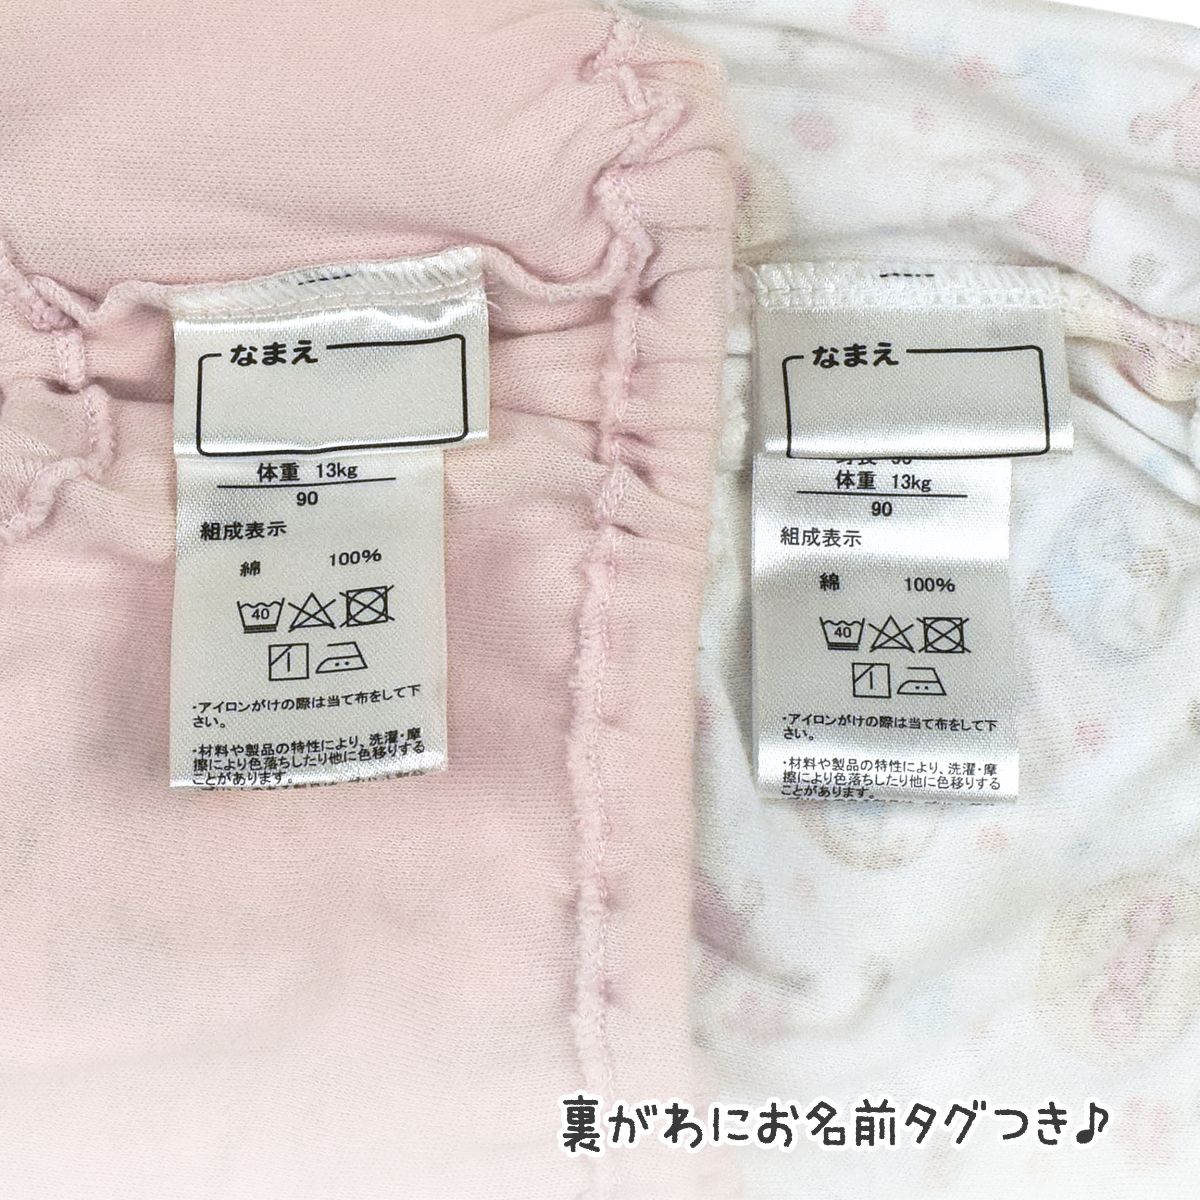 なまえ
体重 13kg
90
組成表示
綿 100%
40
・アイロンがけの際は当て布をして下
さい。
・材料や製品の特性により、洗濯・摩
擦により色落ちしたり他に色移りする
ことがあります。
なまえ
体重 13kg
90
組成表示
綿 100%
40
・アイロンがけの際は当て布をして下
さい。
・材料や製品の特性により、洗濯・摩
擦により色落ちしたり他に色移りする
ことがあります。
裏がわにお名前タグつき♪